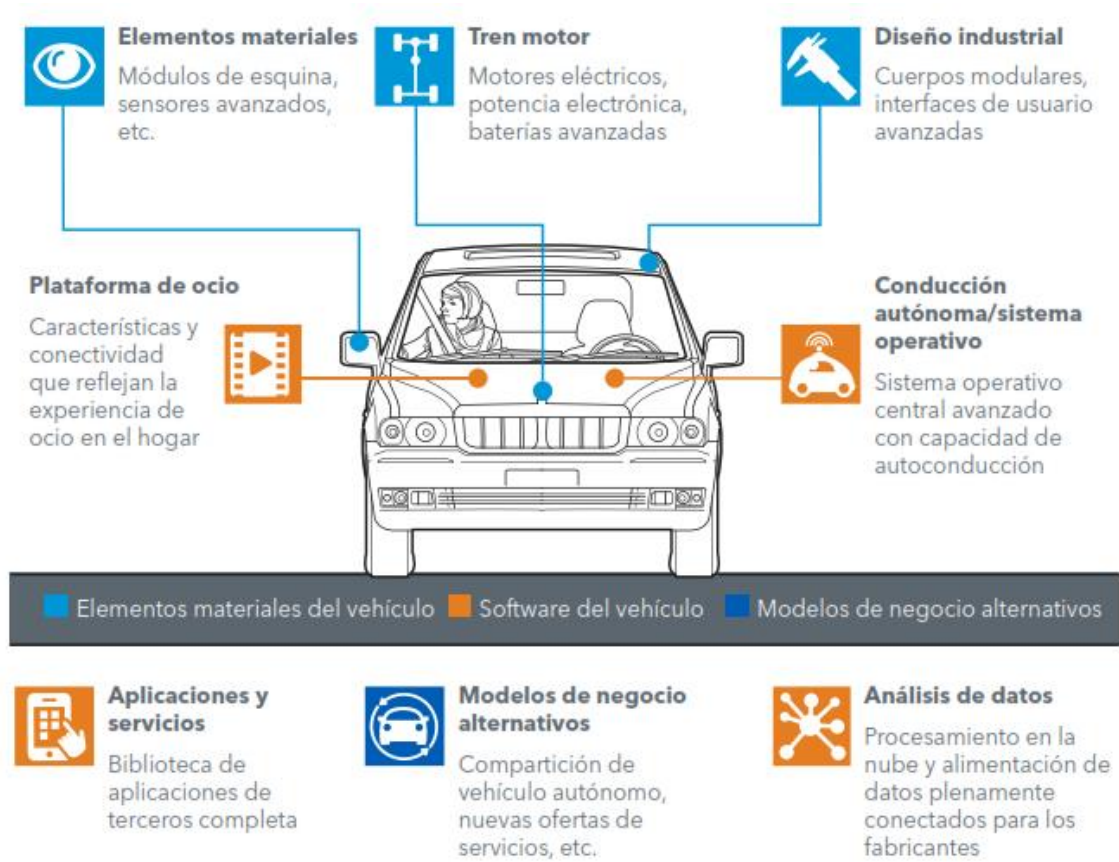 Elementos materiales
Módulos de esquina,
sensores avanzados,
etc.
Tren motor
Motores eléctricos,
potencia electrónica,
baterías avanzadas
Diseño industrial
Cuerpos modulares,
interfaces de usuario
avanzadas
Plataforma de ocio
Características y
conectividad
que reflejan la
experiencia de
ocio en el hogar
Conducción
autónoma/sistema
operativo
Sistema operativo
central avanzado
con capacidad de
autoconducción
Elementos materiales del vehículo
Software del vehículo
Modelos de negocio alternativos
Aplicaciones y
servicios
Biblioteca de
aplicaciones de
terceros completa
Modelos de negocio
alternativos
Compartición de
vehículo autónomo,
nuevas ofertas de
servicios, etc.
Análisis de datos
Procesamiento en la
nube y alimentación de
datos plenamente
conectados para los
fabricantes